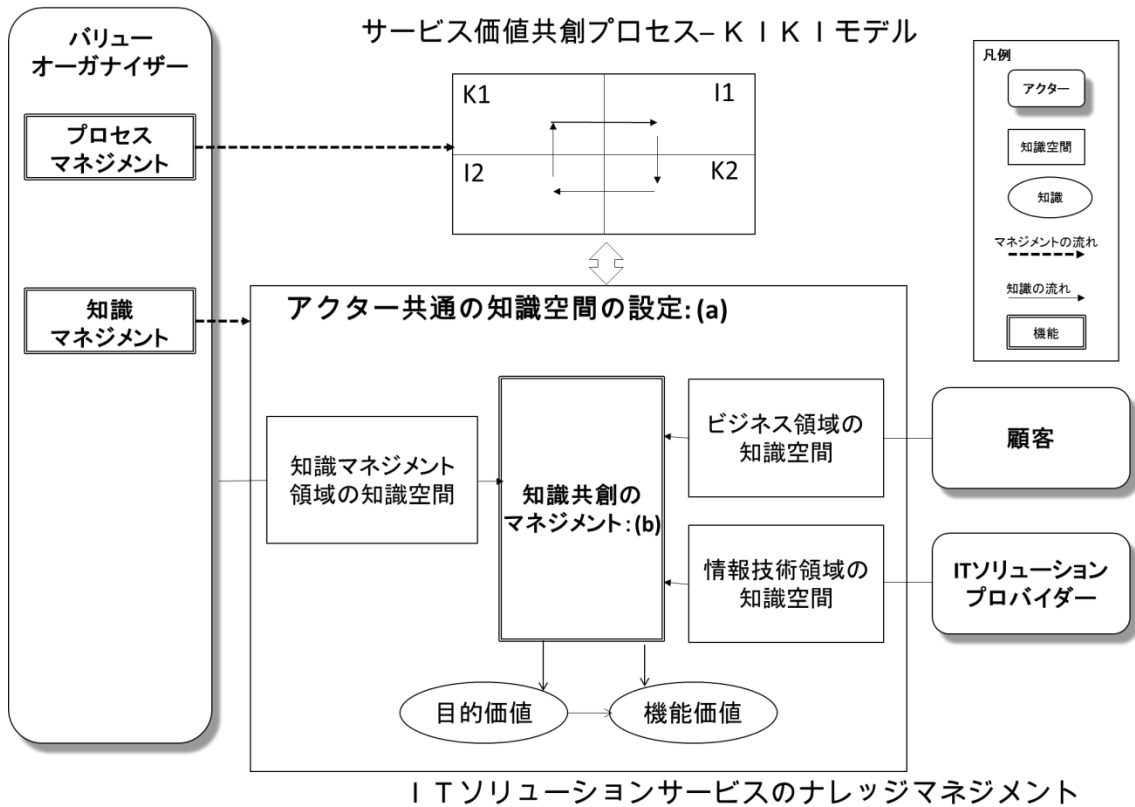 サービス価値共創プロセス– ＫＩＫＩモデル
バリュー
オーガナイザー
プロセス
マネジメント
知識
マネジメント
K1
I1
I2
K2
凡例
アクター
知識空間
知識
マネジメントの流れ
知識の流れ
機能
アクター共通の知識空間の設定: (a)
知識マネジメント
領域の知識空間
知識共創の
マネジメント: (b)
ビジネス領域の
知識空間
情報技術領域の
知識空間
顧客
ITソリューション
プロバイダー
目的価値
機能価値
ＩＴソリューションサービスのナレッジマネジメント